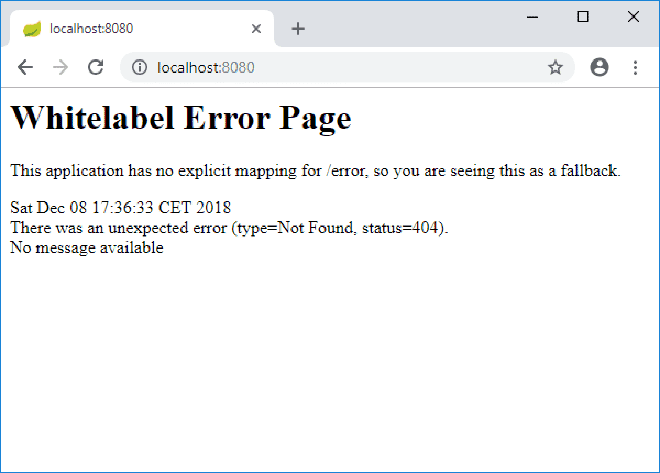 localhost:8080
localhost:8080
Whitelabel Error Page
This application has no explicit mapping for /error, so you are seeing this as a fallback.
Sat Dec 08 17:36:33 CET 2018
There was an unexpected error (type=Not Found, status=404).
No message available